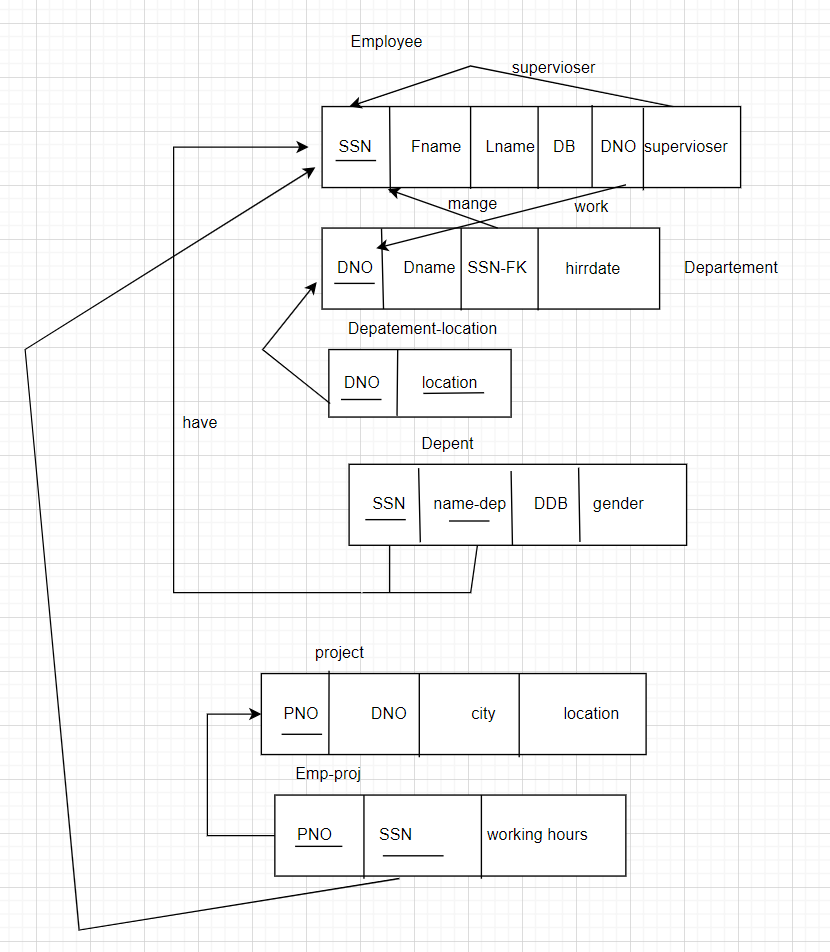 Employee
supervioser
SSN Fname Lname DB DNO supervioser
mange
work
DNO Dname SSN-FK hirrdate
Departement
Depatement-location
DNO location
have
Depent
SSN name-dep DDB gender
project
PNO DNO city location
Emp-proj
PNO SSN working hours